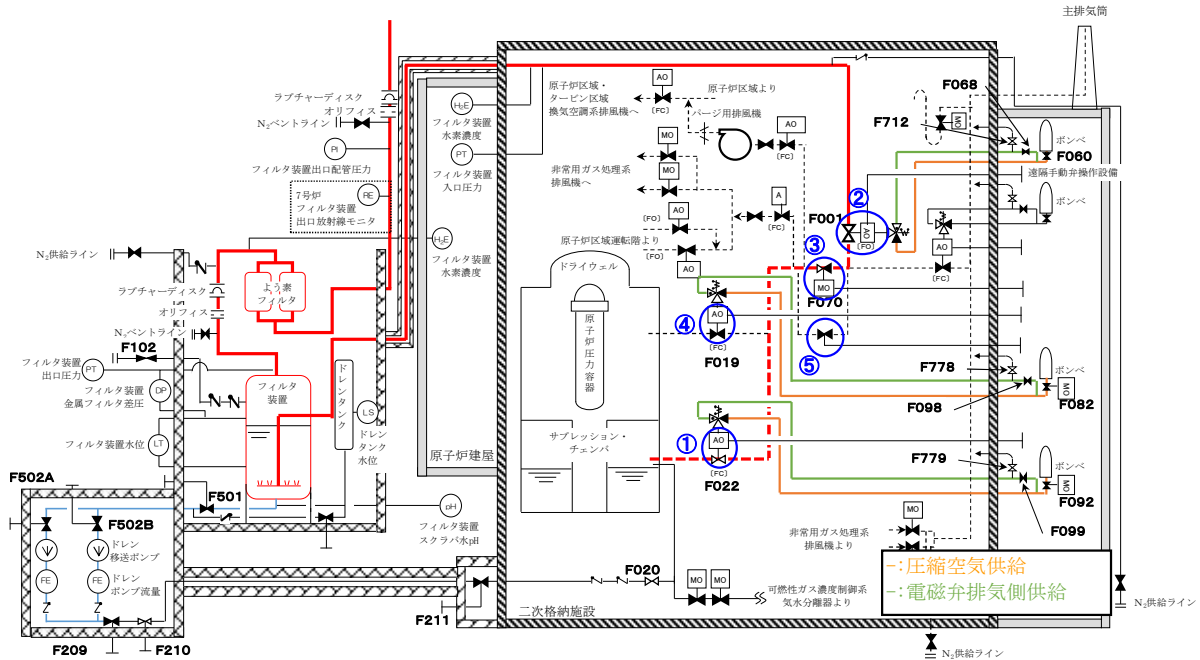 主排気筒
ラプチャーディスク
オリフィス
N₂ベントライン
H₂E
フィルタ装置
水素濃度
PI
フィルタ装置出口配管圧力
PT
フィルタ装置
入口圧力
7号炉
フィルタ装置
出口放射線モニタ
RE
H₂E
フィルタ装置
水素濃度
原子炉建屋
原子炉区域・
タービン区域
換気空調系排風機へ
AO
(FC)
原子炉区域より
パージ用排風機
AO
(FC)
MO
非常用ガス処理系
排風機へ
MO
A
(FC)
AO
(FO)
原子炉区域運転階より
(FO)
AO
F001
②
AO
(FO)
③
MO
F070
④
AO
(FC)
F019
⑤
①
AO
(FC)
F022
AO
(FC)
MO
F712
F068
ボンベ
F060
遠隔手動弁操作設備
ボンベ
F778
F098
ボンベ
MO
F082
F779
ボンベ
MO
F092
F099
ドライウェル
原子炉圧力容器
サプレッション・
チェンバ
N₂供給ライン
ラプチャーディスク
オリフィス
N₂ベントライン
よう素
フィルタ
F102
PT
フィルタ装置
出口圧力
DP
フィルタ装置
金属フィルタ差圧
LT
フィルタ装置水位
フィルタ
装置
ドレンタンク
LS
ドレン
タンク
水位
pH
フィルタ装置
スクラバ水pH
F501
F502A
F502B
ドレン
移送ポンプ
FE
FE
ドレン
ポンプ流量
F209
F210
F211
F020
MO
MO
可燃性ガス濃度制御系
気水分離器より
二次格納施設
MO
非常用ガス処理系
排風機より
−：圧縮空気供給
−：電磁弁排気側供給
N₂供給ライン
N₂供給ライン